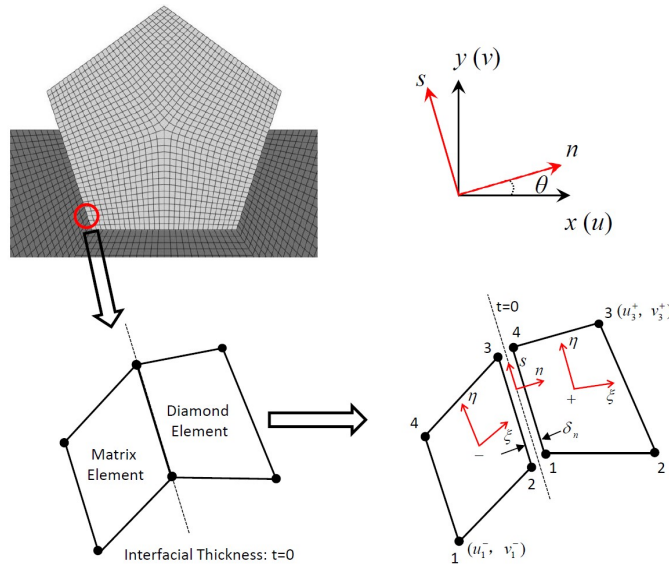 y (v)
s
n
θ
x (u)
t=0
3 (u₃⁺, v₃⁺)
4
3
s
η
n
η
+
ξ
4
ξ
−
δₙ
1
2
2
1
(u₁⁻, v₁⁻)
Diamond
Element
Matrix
Element
Interfacial Thickness: t=0